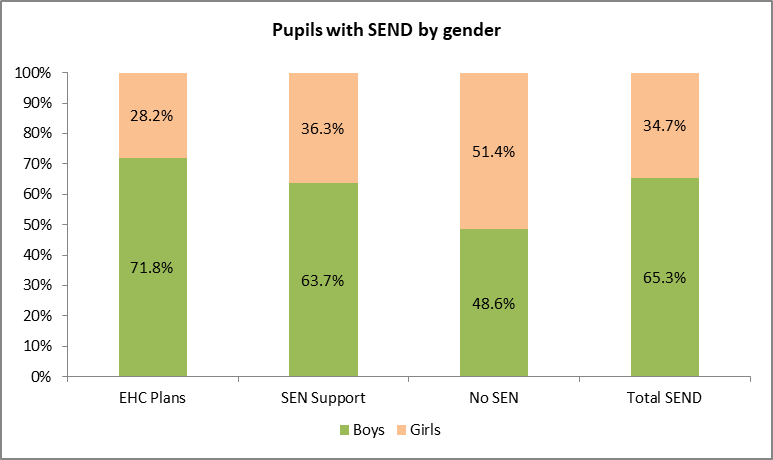 Pupils with SEND by gender
100%
90%
80%
70%
60%
50%
40%
30%
20%
10%
0%
28.2%
36.3%
51.4%
34.7%
71.8%
63.7%
48.6%
65.3%
EHC Plans
SEN Support
No SEN
Total SEND
Boys
Girls